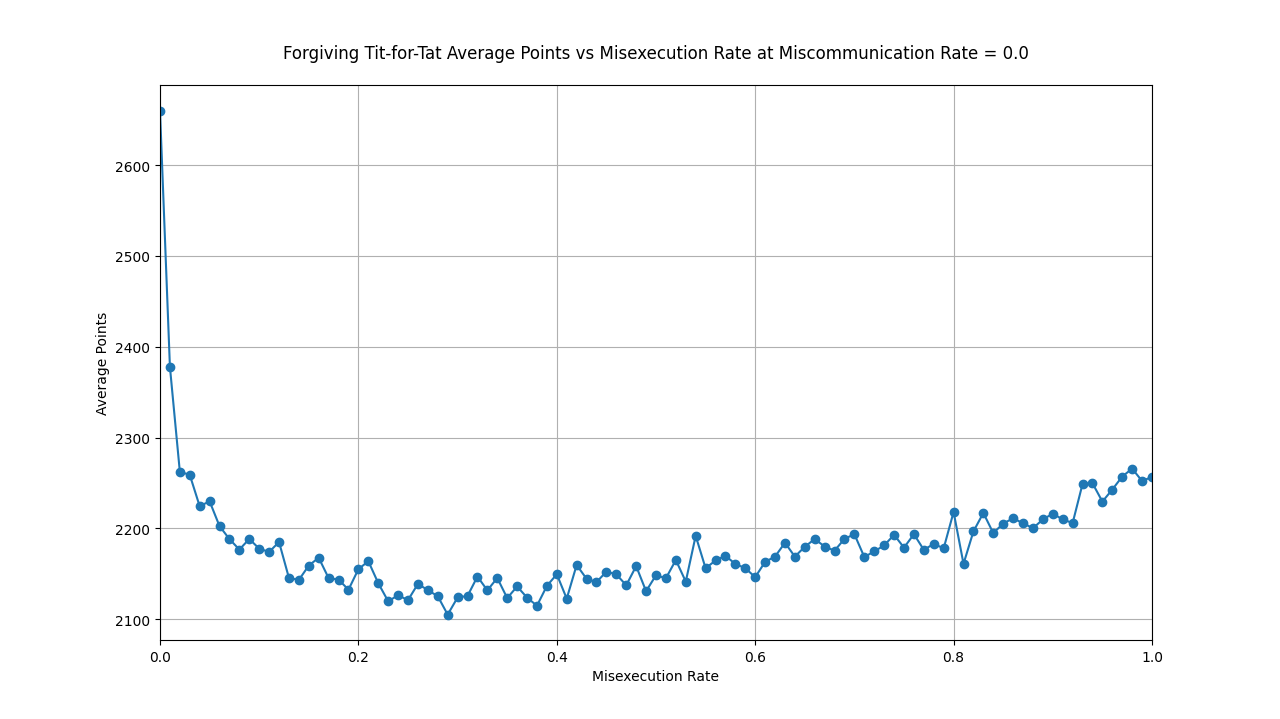 Forgiving Tit-for-Tat Average Points vs Misexecution Rate at Miscommunication Rate = 0.0
Average Points
2600
2500
2400
2300
2200
2100
0.0 0.2 0.4 0.6 0.8 1.0
Misexecution Rate